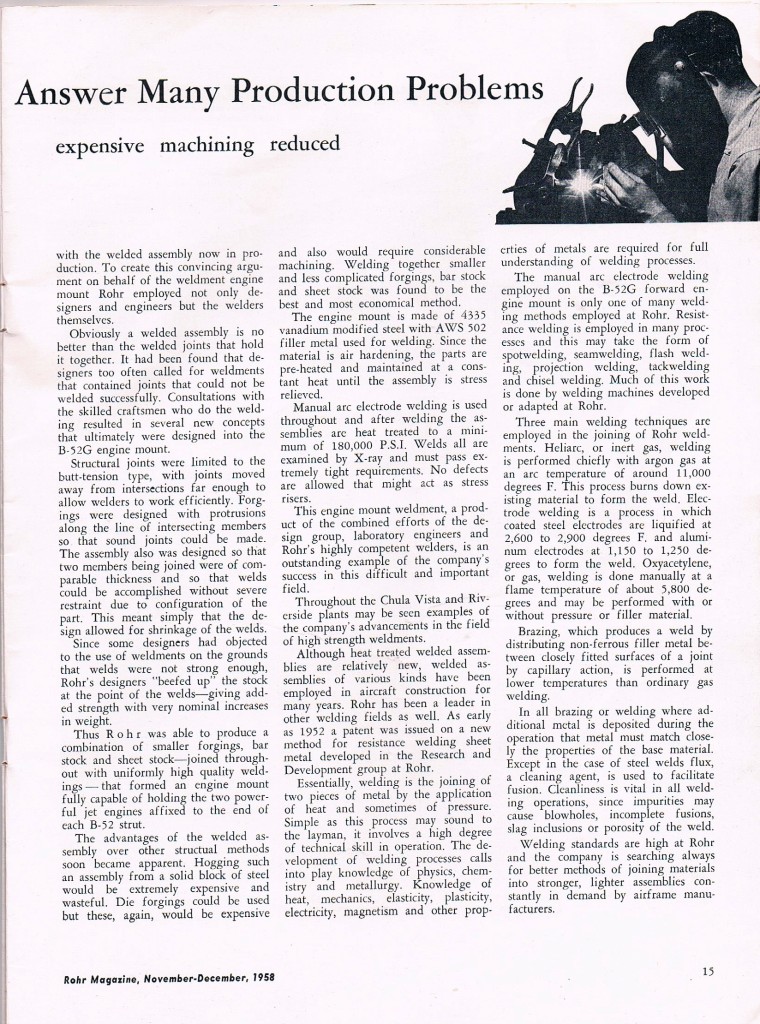 Answer Many Production Problems
expensive machining reduced
with the welded assembly now in pro-
duction. To create this convincing argu-
ment on behalf of the weldment engine
mount Rohr employed not only de-
signers and engineers but the welders
themselves.
Obviously a welded assembly is no
better than the welded joints that hold
it together. It had been found that de-
signers too often called for weldments
that contained joints that could not be
welded successfully. Consultations with
the skilled craftsmen who do the weld-
ing resulted in several new concepts
that ultimately were designed into the
B-52G engine mount.
Structural joints were limited to the
butt-tension type, with joints moved
away from intersections far enough to
allow welders to work efficiently. Forg-
ings were designed with protrusions
along the line of intersecting members
so that sound joints could be made.
The assembly also was designed so that
two members being joined were of com-
parable thickness and so that welds
could be accomplished without severe
restraint due to configuration of the
part. This meant simply that the de-
sign allowed for shrinkage of the welds.
Since some designers had objected
to the use of weldments on the grounds
that welds were not strong enough,
Rohr's designers "beefed up" the stock
at the point of the welds—giving add-
ed strength with very nominal increases
in weight.
Thus Rohr was able to produce a
combination of smaller forgings, bar
stock and sheet stock—joined through-
out with uniformly high quality weld-
ings — that formed an engine mount
fully capable of holding the two power-
ful jet engines affixed to the end of
each B-52 strut.
The advantages of the welded as-
sembly over other structual methods
soon became apparent. Hogging such
an assembly from a solid block of steel
would be extremely expensive and
wasteful. Die forgings could be used
but these, again, would be expensive
and also would require considerable
machining. Welding together smaller
and less complicated forgings, bar stock
and sheet stock was found to be the
best and most economical method.
The engine mount is made of 4335
vanadium modified steel with AWS 502
filler metal used for welding. Since the
material is air hardening, the parts are
pre-heated and maintained at a cons-
tant heat until the assembly is stress
relieved.
Manual arc electrode welding is used
throughout and after welding the as-
semblies are heat treated to a mini-
mum of 180,000 P.S.I. Welds all are
examined by X-ray and must pass ex-
tremely tight requirements. No defects
are allowed that might act as stress
risers.
This engine mount weldment, a prod-
uct of the combined efforts of the de-
sign group, laboratory engineers and
Rohr's highly competent welders, is an
outstanding example of the company's
success in this difficult and important
field.
Throughout the Chula Vista and Riv-
erside plants may be seen examples of
the company's advancements in the field
of high strength weldments.
Although heat treated welded assem-
blies are relatively new, welded as-
semblies of various kinds have been
employed in aircraft construction for
many years. Rohr has been a leader in
other welding fields as well. As early
as 1952 a patent was issued on a new
method for resistance welding sheet
metal developed in the Research and
Development group at Rohr.
Essentially, welding is the joining of
two pieces of metal by the application
of heat and sometimes of pressure.
Simple as this process may sound to
the layman, it involves a high degree
of technical skill in operation. The de-
velopment of welding processes calls
into play knowledge of physics, chem-
istry and metallurgy. Knowledge of
heat, mechanics, elasticity, plasticity,
electricity, magnetism and other prop-
erties of metals are required for full
understanding of welding processes.
The manual arc electrode welding
employed on the B-52G forward en-
gine mount is only one of many weld-
ing methods employed at Rohr. Resist-
ance welding is employed in many proc-
esses and this may take the form of
spotwelding, seamwelding, flash weld-
ing, projection welding, tackwelding
and chisel welding. Much of this work
is done by welding machines developed
or adapted at Rohr.
Three main welding techniques are
employed in the joining of Rohr weld-
ments. Heliarc, or inert gas, welding
is performed chiefly with argon gas at
an arc temperature of around 11,000
degrees F. This process burns down ex-
isting material to form the weld. Elec-
trode welding is a process in which
coated steel electrodes are liquified at
2,600 to 2,900 degrees F. and alumi-
num electrodes at 1,150 to 1,250 de-
grees to form the weld. Oxyacetylene,
or gas, welding is done manually at a
flame temperature of about 5,800 de-
grees and may be performed with or
without pressure or filler material.
Brazing, which produces a weld by
distributing non-ferrous filler metal be-
tween closely fitted surfaces of a joint
by capillary action, is performed at
lower temperatures than ordinary gas
welding.
In all brazing or welding where ad-
ditional metal is deposited during the
operation that metal must match close-
ly the properties of the base material.
Except in the case of steel welds flux,
a cleaning agent, is used to facilitate
fusion. Cleanliness is vital in all weld-
ing operations, since impurities may
cause blowholes, incomplete fusions,
slag inclusions or porosity of the weld.
Welding standards are high at Rohr
and the company is searching always
for better methods of joining materials
into stronger, lighter assemblies con-
stantly in demand by airframe manu-
facturers.
Rohr Magazine, November-December, 1958
15